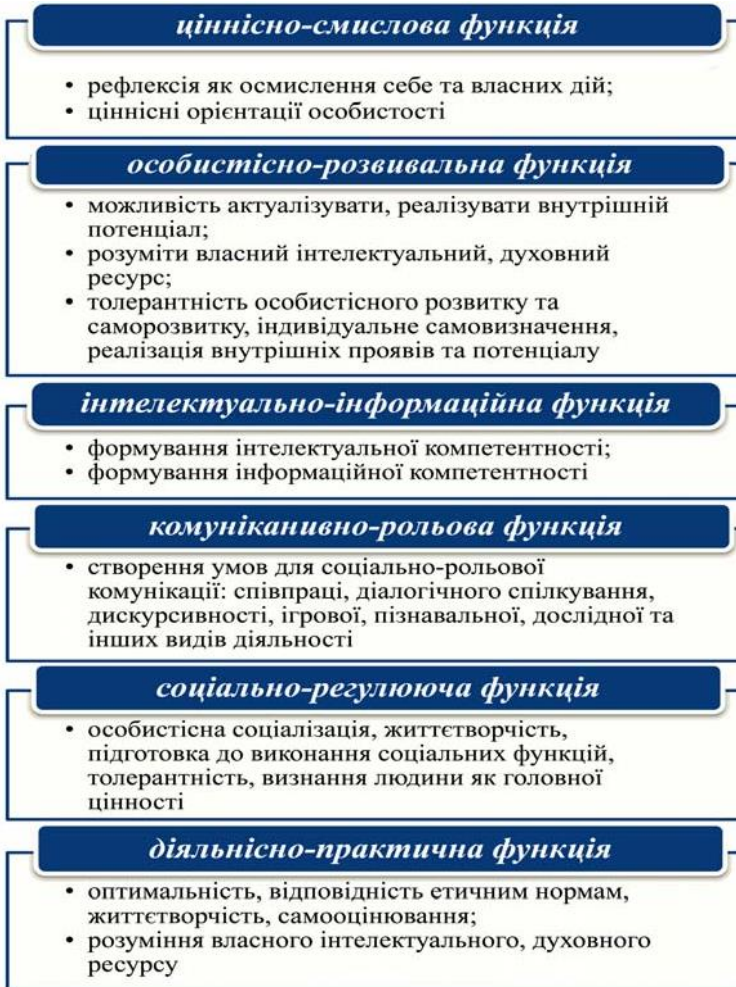 ціннісно-смислова функція
• рефлексія як осмислення себе та власних дій;
• ціннісні орієнтації особистості
особистісно-розвивальна функція
• можливість актуалізувати, реалізувати внутрішній
потенціал;
• розуміти власний інтелектуальний, духовний
ресурс;
• толерантність особистісного розвитку та
саморозвитку, індивідуальне самовизначення,
реалізація внутрішніх проявів та потенціалу
інтелектуально-інформаційна функція
• формування інтелектуальної компетентності;
• формування інформаційної компетентності
комуніканивно-рольова функція
• створення умов для соціально-рольової
комунікації: співпраці, діалогічного спілкування,
дискурсивності, ігрової, пізнавальної, дослідної та
інших видів діяльності
соціально-регулююча функція
• особистісна соціалізація, життєтворчість,
підготовка до виконання соціальних функцій,
толерантність, визнання людини як головної
цінності
діяльнісно-практична функція
• оптимальність, відповідність етичним нормам,
життєтворчість, самооцінювання;
• розуміння власного інтелектуального, духовного
ресурсу